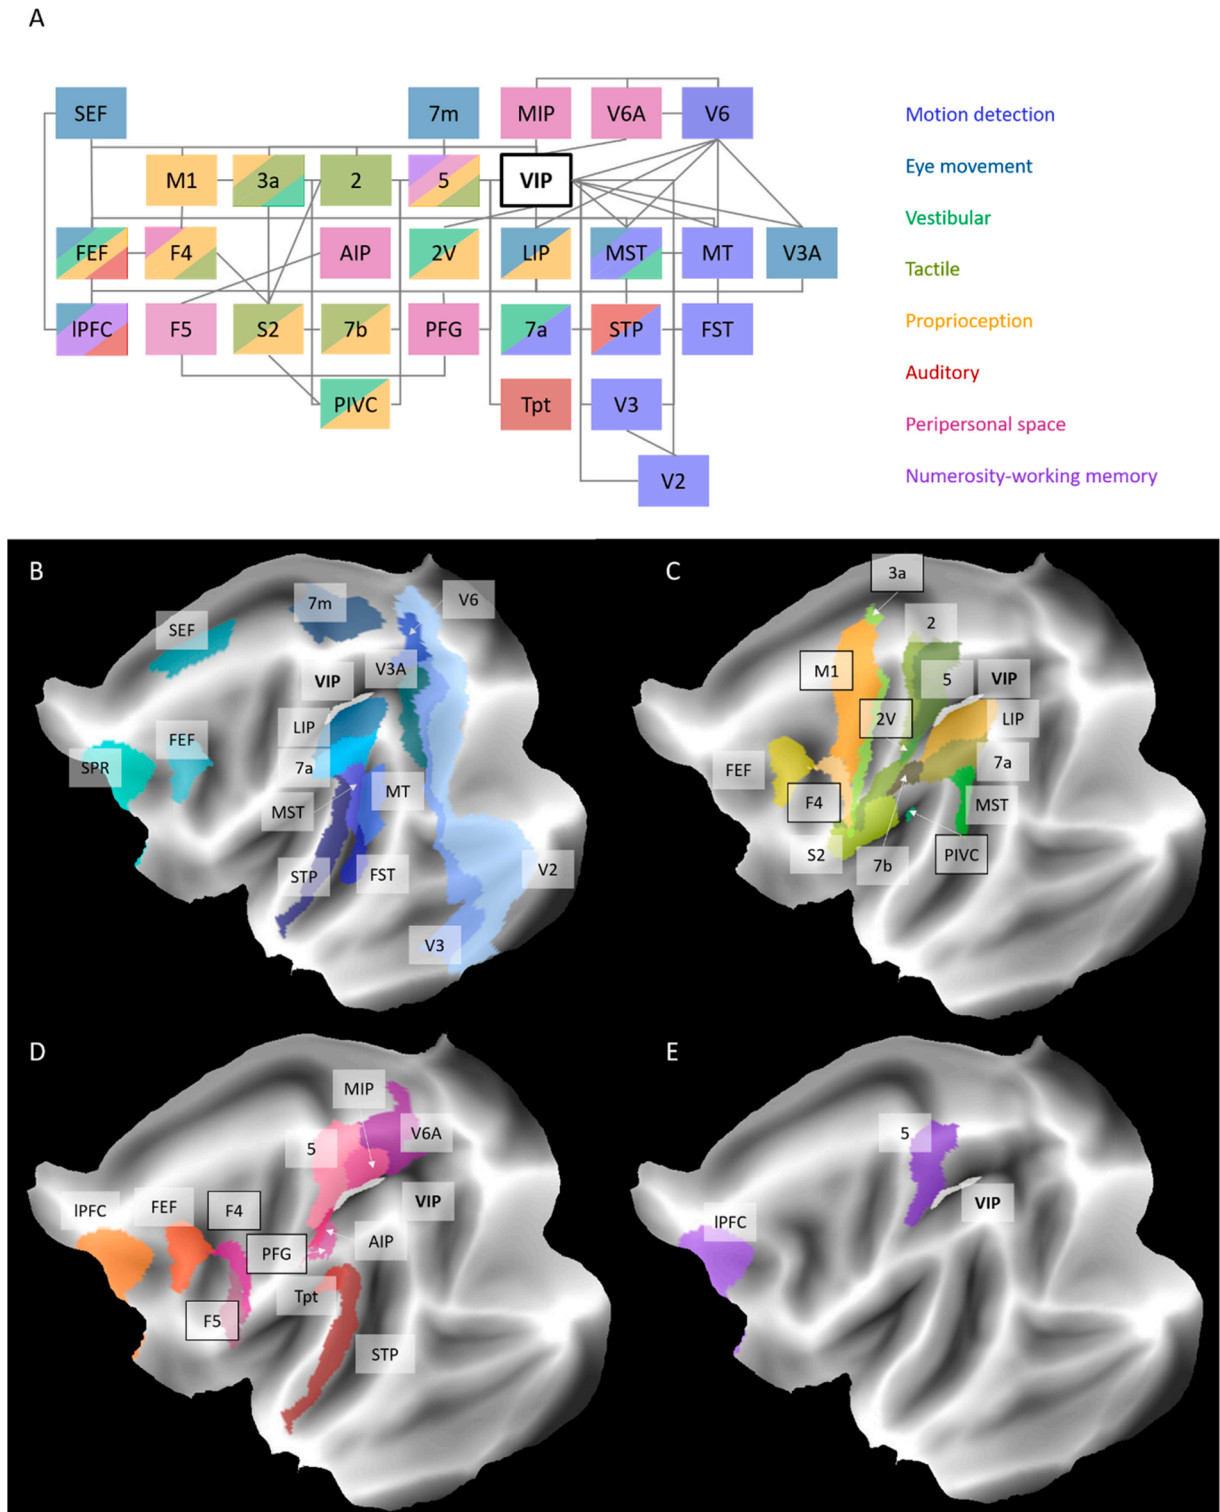 A
SEF
7m
MIP
V6A
V6
Motion detection
Eye movement
M1
3a
2
5
VIP
Vestibular
FEF
F4
AIP
2V
LIP
MST
MT
V3A
Tactile
lPFC
F5
S2
7b
PFG
7a
STP
FST
Proprioception
Auditory
PIVC
Tpt
V3
Peripersonal space
V2
Numerosity-working memory
B
7m
V6
SEF
VIP
V3A
LIP
FEF
7a
SPR
MST
MT
STP
FST
V2
V3
C
3a
2
M1
5
VIP
2V
LIP
FEF
7a
F4
MST
S2
7b
PIVC
D
MIP
5
V6A
VIP
lPFC
FEF
F4
PFG
AIP
Tpt
F5
STP
E
5
VIP
lPFC